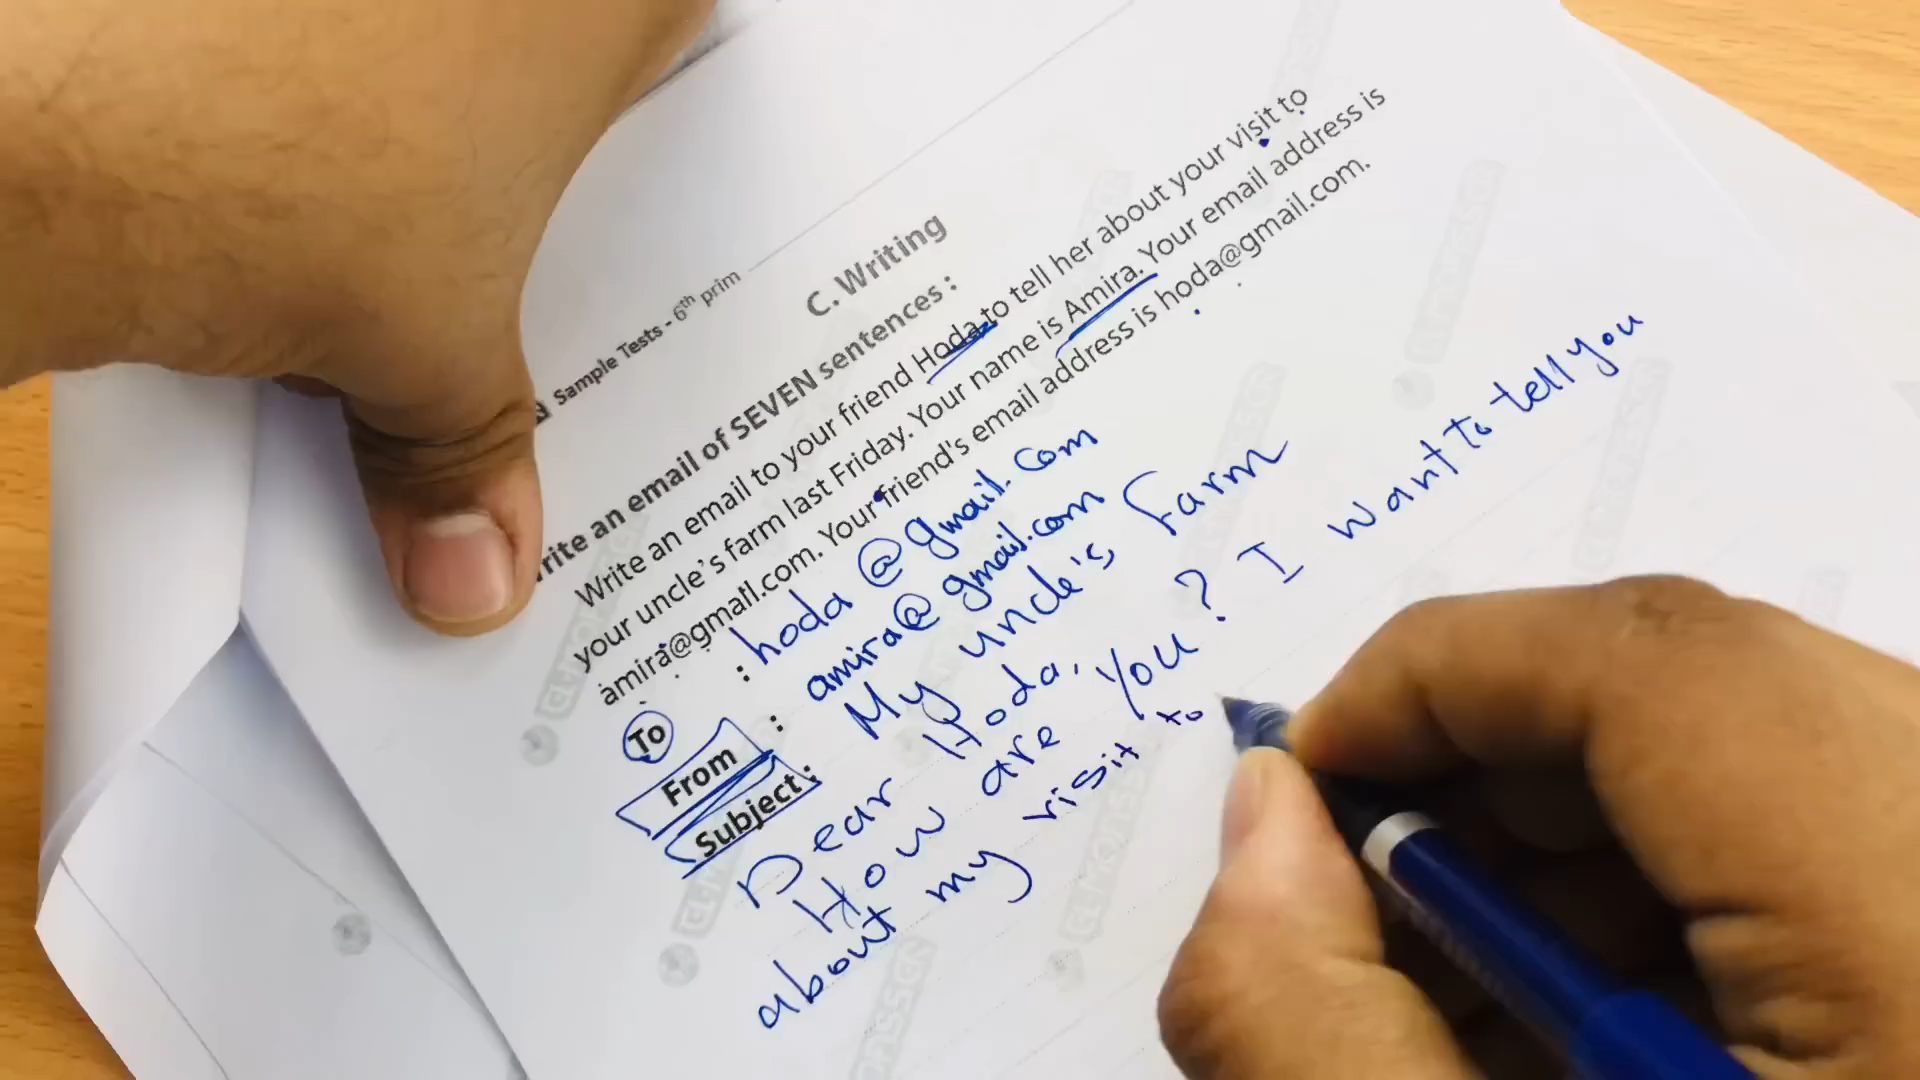 Sample Tests - 6th prim
C. Writing
Write an email of SEVEN sentences :
Write an email to your friend Hoda to tell her about your visit to
your uncle's farm last Friday. Your name is Amira. Your email address is
amira@gmail.com. Your friend's email address is hoda@gmail.com.
To : hoda@gmail.com
From : amira@gmail.com
Subject : My uncle's farm
Dear Hoda,
How are you? I want to tell you
about my visit to